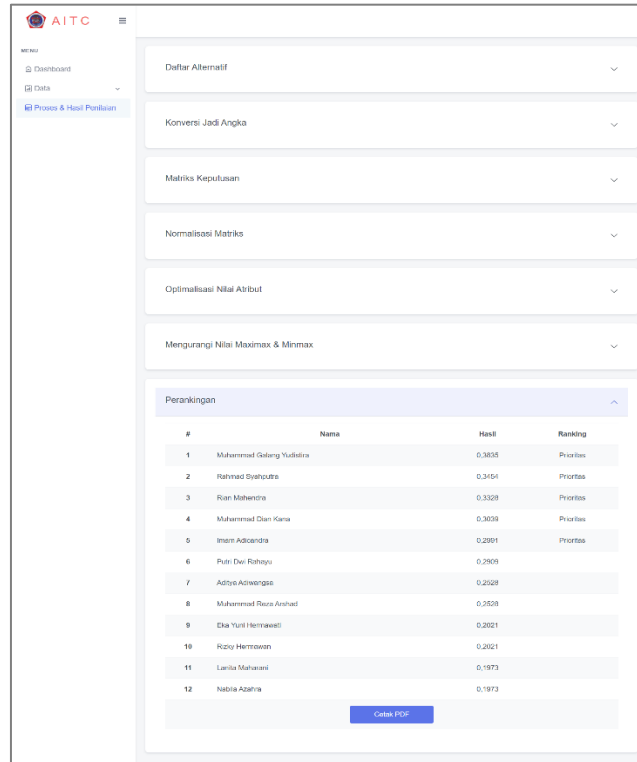 AITC
MENU
Dashboard
Data
Proses & Hasil Penilaian
Daftar Alternatif
Konversi Jadi Angka
Matriks Keputusan
Normalisasi Matriks
Optimalisasi Nilai Atribut
Mengurangi Nilai Maximax & Minmax
Perankingan
# Nama Hasil Ranking
1 Muhammad Galang Yudistira 0,3835 Prioritas
2 Rahmad Syahputra 0,3454 Prioritas
3 Rian Mahendra 0,3328 Prioritas
4 Muhammad Dian Kana 0,3039 Prioritas
5 Imam Adicandra 0,2991 Prioritas
6 Putri Dwi Rahayu 0,2909
7 Aditya Adiwangsa 0,2528
8 Muhammad Reza Arshad 0,2528
9 Eka Yuni Hermawati 0,2021
10 Rizky Hermawan 0,2021
11 Lanita Maharani 0,1973
12 Nabila Azahra 0,1973
Cetak PDF